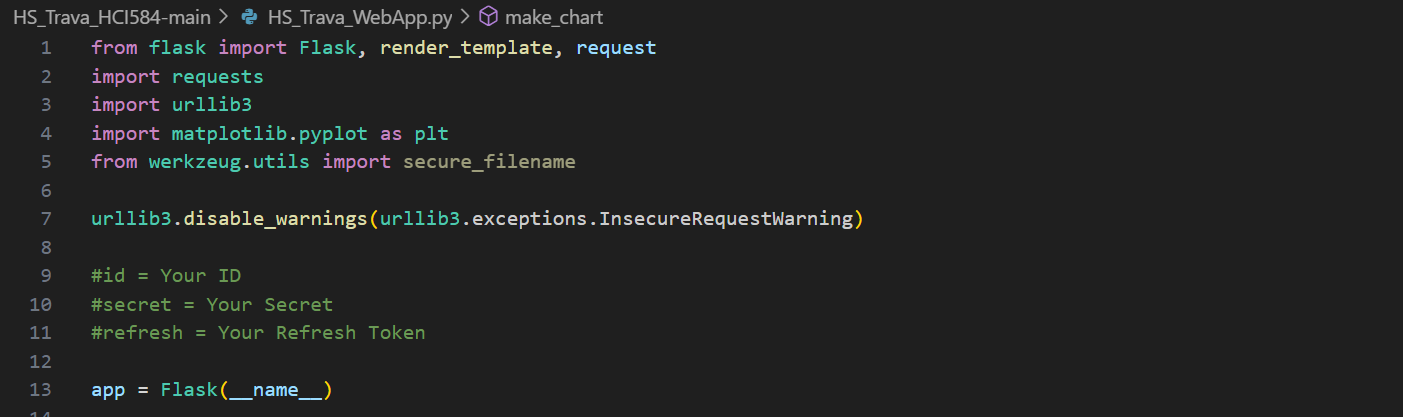 HS_Trava_HCI584-main > HS_Trava_WebApp.py > make_chart
1 from flask import Flask, render_template, request
2 import requests
3 import urllib3
4 import matplotlib.pyplot as plt
5 from werkzeug.utils import secure_filename
6
7 urllib3.disable_warnings(urllib3.exceptions.InsecureRequestWarning)
8
9 #id = Your ID
10 #secret = Your Secret
11 #refresh = Your Refresh Token
12
13 app = Flask(__name__)
14